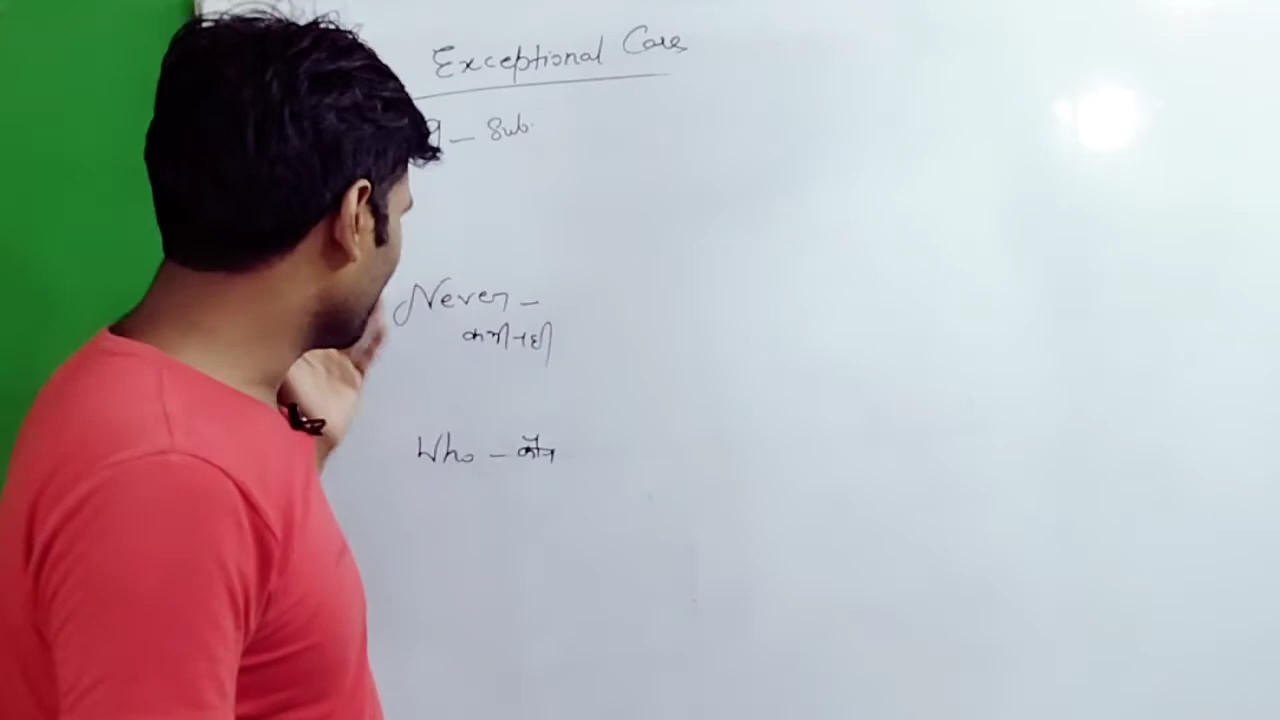 Exceptional Case
- Sub.
Never -
कभी नही
Who - कौन